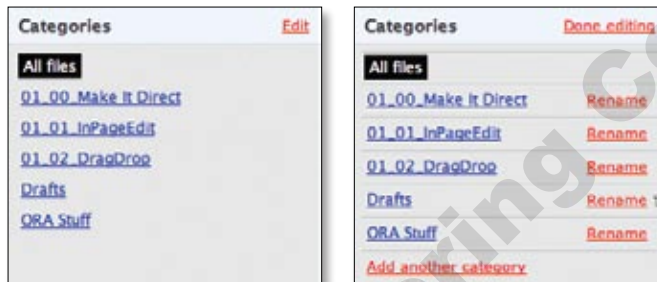 Categories Edit
All files
01_00_Make It Direct
01_01_InPageEdit
01_02_DragDrop
Drafts
ORA Stuff
Categories Done editing
All files
01_00_Make It Direct Rename
01_01_InPageEdit Rename
01_02_DragDrop Rename
Drafts Rename
ORA Stuff Rename
Add another category